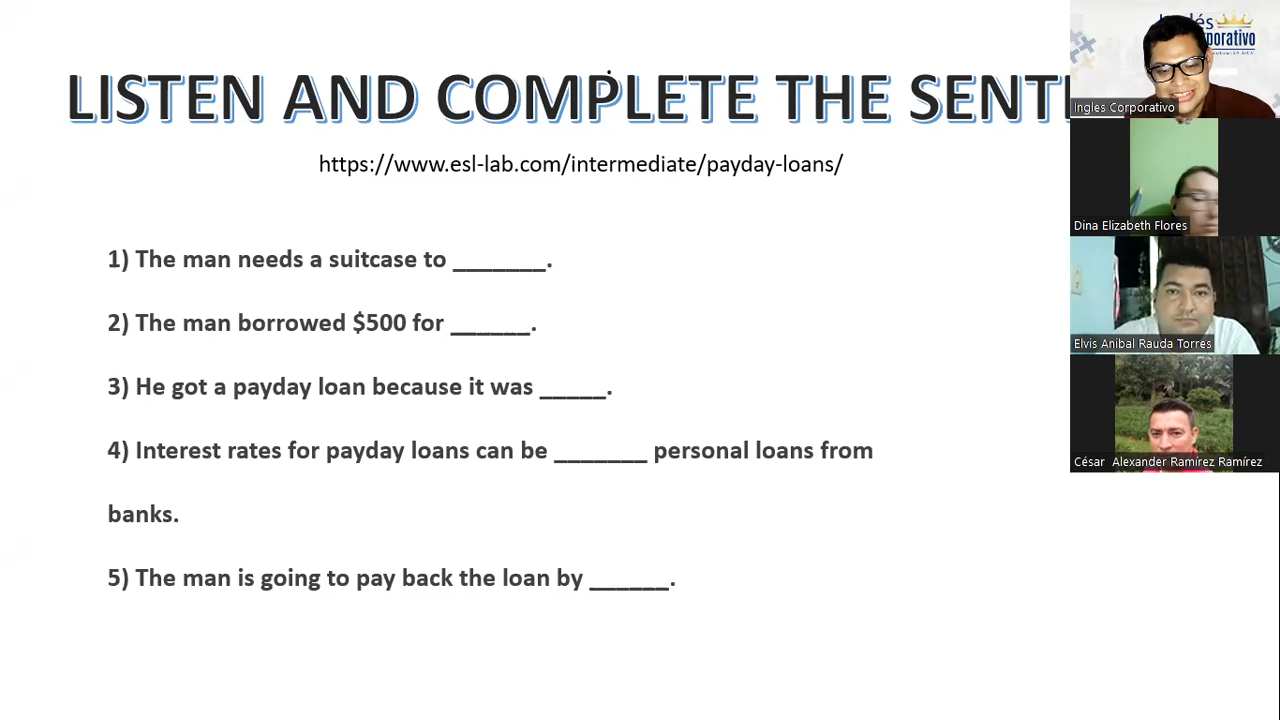 LISTEN AND COMPLETE THE SENT
https://www.esl-lab.com/intermediate/payday-loans/
1) The man needs a suitcase to _______.
2) The man borrowed $500 for ______.
3) He got a payday loan because it was _____.
4) Interest rates for payday loans can be _______ personal loans from
banks.
5) The man is going to pay back the loan by ______.
Ingles Corporativo
Dina Elizabeth Flores
Elvis Anibal Rauda Torres
César Alexander Ramírez Ramírez